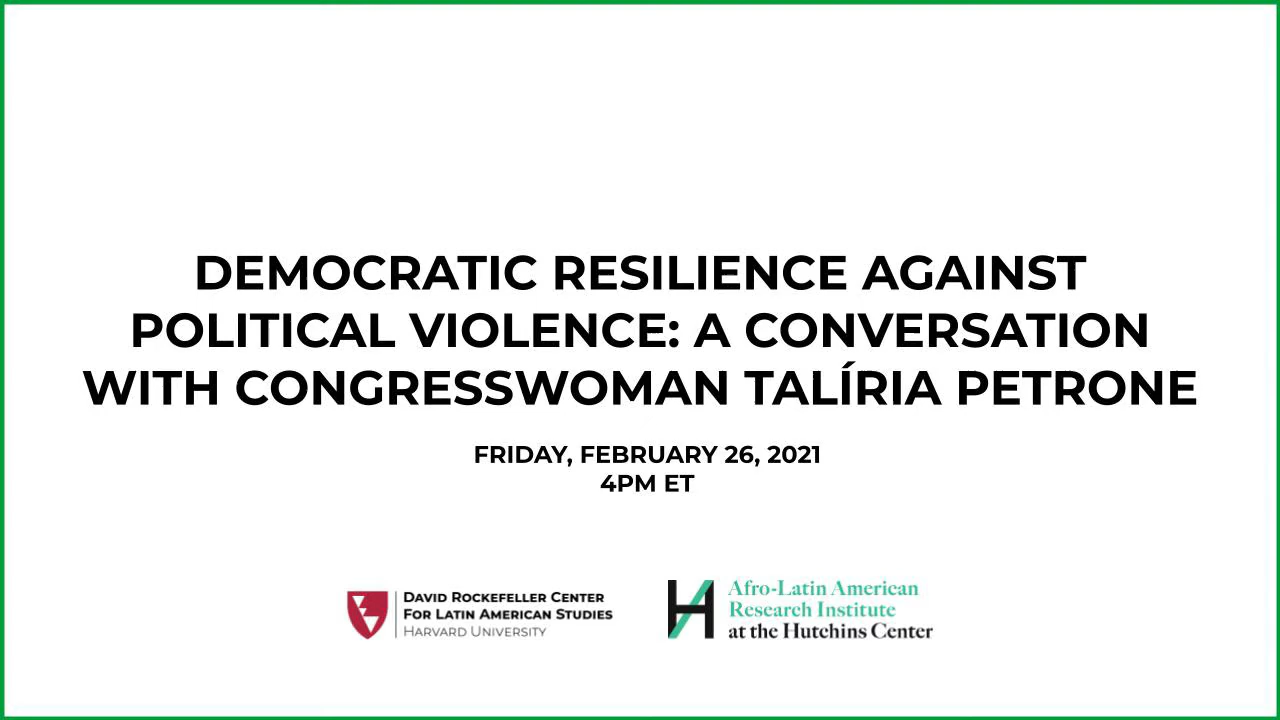 DEMOCRATIC RESILIENCE AGAINST
POLITICAL VIOLENCE: A CONVERSATION
WITH CONGRESSWOMAN TALÍRIA PETRONE
FRIDAY, FEBRUARY 26, 2021
4PM ET
DAVID ROCKEFELLER CENTER
FOR LATIN AMERICAN STUDIES
HARVARD UNIVERSITY
Afro-Latin American
Research Institute
at the Hutchins Center